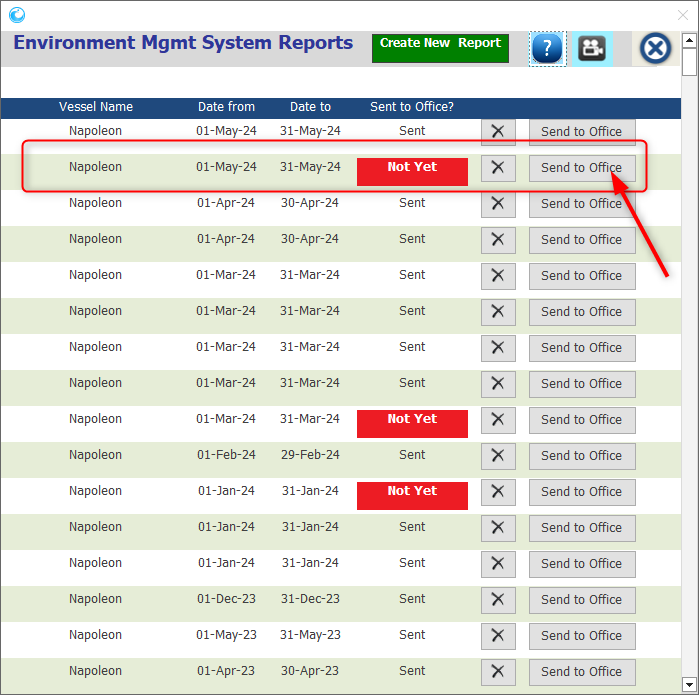 Environment Mgmt System Reports Create New Report ?
Vessel Name Date from Date to Sent to Office?
Napoleon 01-May-24 31-May-24 Sent Send to Office
Napoleon 01-May-24 31-May-24 Not Yet Send to Office
Napoleon 01-Apr-24 30-Apr-24 Sent Send to Office
Napoleon 01-Apr-24 30-Apr-24 Sent Send to Office
Napoleon 01-Mar-24 31-Mar-24 Sent Send to Office
Napoleon 01-Mar-24 31-Mar-24 Sent Send to Office
Napoleon 01-Mar-24 31-Mar-24 Sent Send to Office
Napoleon 01-Mar-24 31-Mar-24 Sent Send to Office
Napoleon 01-Mar-24 31-Mar-24 Not Yet Send to Office
Napoleon 01-Feb-24 29-Feb-24 Sent Send to Office
Napoleon 01-Jan-24 31-Jan-24 Not Yet Send to Office
Napoleon 01-Jan-24 31-Jan-24 Sent Send to Office
Napoleon 01-Jan-24 31-Jan-24 Sent Send to Office
Napoleon 01-Dec-23 31-Dec-23 Sent Send to Office
Napoleon 01-May-23 31-May-23 Sent Send to Office
Napoleon 01-Apr-23 30-Apr-23 Sent Send to Office